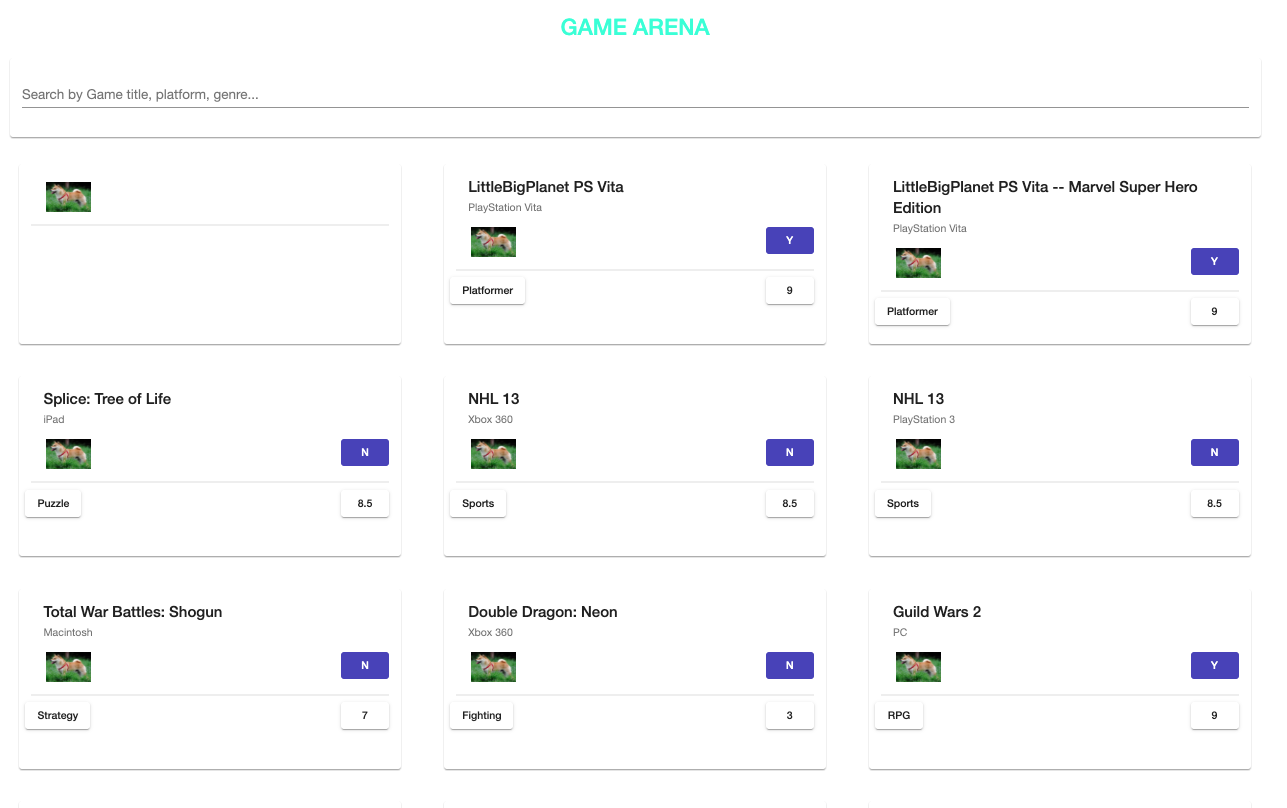 GAME ARENA
Search by Game title, platform, genre...
LittleBigPlanet PS Vita
PlayStation Vita
Y
Platformer
9
LittleBigPlanet PS Vita -- Marvel Super Hero
Edition
PlayStation Vita
Y
Platformer
9
Splice: Tree of Life
iPad
N
Puzzle
8.5
NHL 13
Xbox 360
N
Sports
8.5
NHL 13
PlayStation 3
N
Sports
8.5
Total War Battles: Shogun
Macintosh
N
Strategy
7
Double Dragon: Neon
Xbox 360
N
Fighting
3
Guild Wars 2
PC
Y
RPG
9